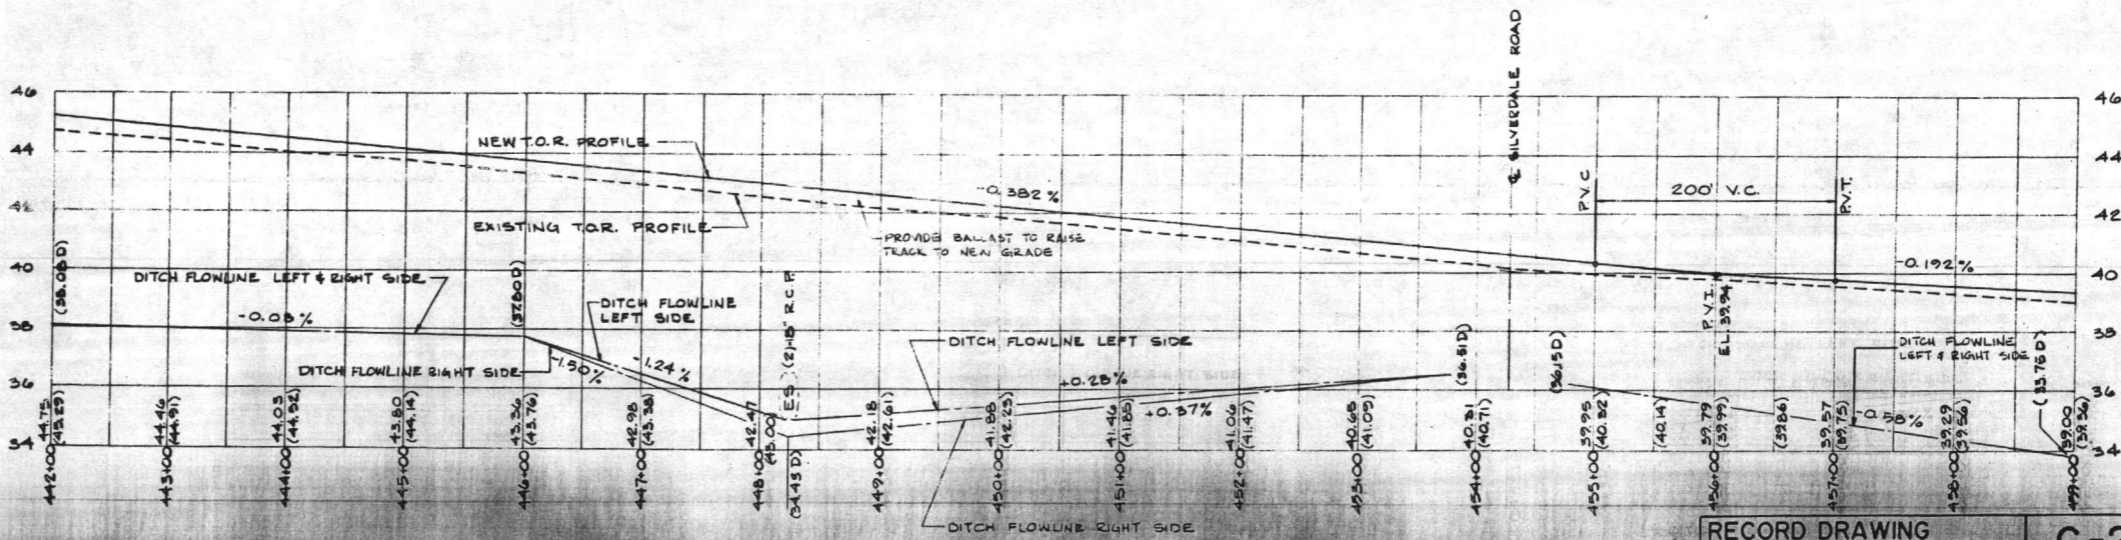 ℄ SILVERDALE ROAD
46
46
NEW T.O.R. PROFILE
44
44
-0.382%
P.V.C
200' V.C.
P.V.T.
42
42
EXISTING T.O.R. PROFILE
PROVIDE BALLAST TO RAISE
TRACK TO NEW GRADE
40
40
(38.08D)
DITCH FLOWLINE LEFT & RIGHT SIDE
(37.80D)
-0.192%
P.V.I.
EL. 39.94
38
38
-0.08%
DITCH FLOWLINE
LEFT SIDE
(2)-18" R.C.P.
DITCH FLOWLINE LEFT SIDE
DITCH FLOWLINE
LEFT & RIGHT SIDE
DITCH FLOWLINE RIGHT SIDE
-1.50%
-1.24%
+0.28%
+0.37%
(36.51D)
(36.15D)
-0.58%
(33.75D)
36
36
34
34
44.75
44.46
(44.91)
44.03
(44.52)
43.80
(44.14)
43.36
(43.76)
42.98
(43.38)
42.47
(43.00)
42.18
(42.61)
41.88
(42.23)
41.46
(41.85)
41.06
(41.47)
40.65
(41.09)
40.31
(40.71)
39.95
(40.32)
(40.14)
39.79
(39.99)
(39.86)
39.57
(39.75)
39.29
(39.56)
39.00
(39.36)
442+00
443+00
444+00
445+00
446+00
447+00
448+00
(34.45D)
449+00
450+00
451+00
452+00
453+00
454+00
455+00
456+00
457+00
458+00
459+00
DITCH FLOWLINE RIGHT SIDE
RECORD DRAWING